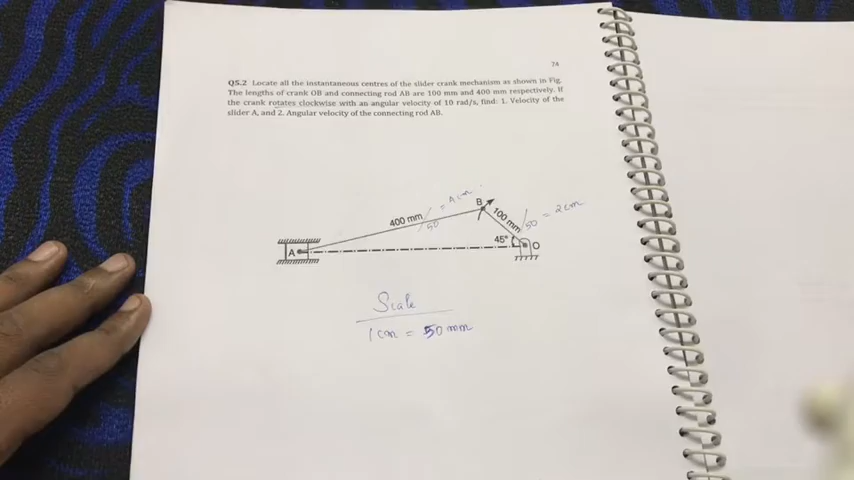 74
Q5.2 Locate all the instantaneous centres of the slider crank mechanism as shown in Fig.
The lengths of crank OB and connecting rod AB are 100 mm and 400 mm respectively. If
the crank rotates clockwise with an angular velocity of 10 rad/s, find: 1. Velocity of the
slider A, and 2. Angular velocity of the connecting rod AB.
B
400 mm / 50 = 4cm
100 mm / 50 = 2cm
45°
A
O
Scale
1 cm = 50 mm